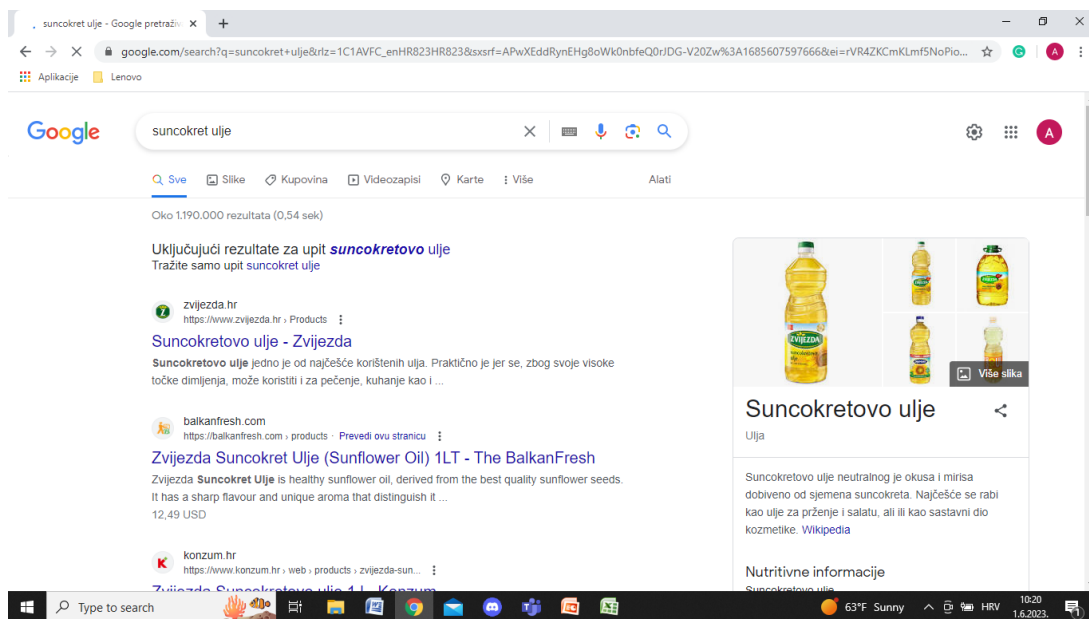 suncokret ulje - Google pretraživ
google.com/search?q=suncokret+ulje&rlz=1C1AVFC_enHR823HR823&sxsrf=APwXEddRynEHg8oWk0nbfeQ0rJDG-V20Zw%3A1685607597666&ei=rVR4ZKCmKLmf5NoPio...
A
Aplikacije
Lenovo
Google
suncokret ulje
A
Sve
Slike
Kupovina
Videozapisi
Karte
Više
Alati
Oko 1.190.000 rezultata (0,54 sek)
Uključujući rezultate za upit suncokretovo ulje
Tražite samo upit suncokret ulje
zvijezda.hr
https://www.zvijezda.hr › Products
Suncokretovo ulje - Zvijezda
Suncokretovo ulje jedno je od najčešće korištenih ulja. Praktično je jer se, zbog svoje visoke
točke dimljenja, može koristiti i za pečenje, kuhanje kao i ...
balkanfresh.com
https://balkanfresh.com › products · Prevedi ovu stranicu
Zvijezda Suncokret Ulje (Sunflower Oil) 1LT - The BalkanFresh
Zvijezda Suncokret Ulje is healthy sunflower oil, derived from the best quality sunflower seeds.
It has a sharp flavour and unique aroma that distinguish it ...
12,49 USD
K
konzum.hr
https://www.konzum.hr › web › products › zvijezda-sun...
Zvijezda Suncokretovo ulje 1 L - Konzum
ZVIJEZDA
Više slika
Suncokretovo ulje
Ulja
Suncokretovo ulje neutralnog je okusa i mirisa
dobiveno od sjemena suncokreta. Najčešće se rabi
kao ulje za prženje i salatu, ali ili kao sastavni dio
kozmetike. Wikipedia
Nutritivne informacije
Suncokretovo ulje
Type to search
63°F Sunny
HRV
10:20
1.6.2023.
1